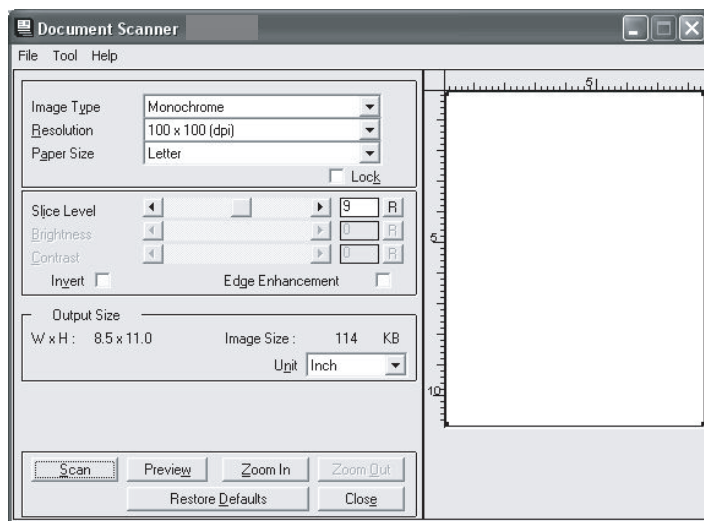 Document Scanner
File Tool Help
Image Type Monochrome
Resolution 100 x 100 (dpi)
Paper Size Letter
Lock
Slice Level 9 R
Brightness 0 R
Contrast 0 R
Invert Edge Enhancement
Output Size
W x H : 8.5 x 11.0 Image Size : 114 KB
Unit Inch
Scan Preview Zoom In Zoom Out
Restore Defaults Close
5
5
10